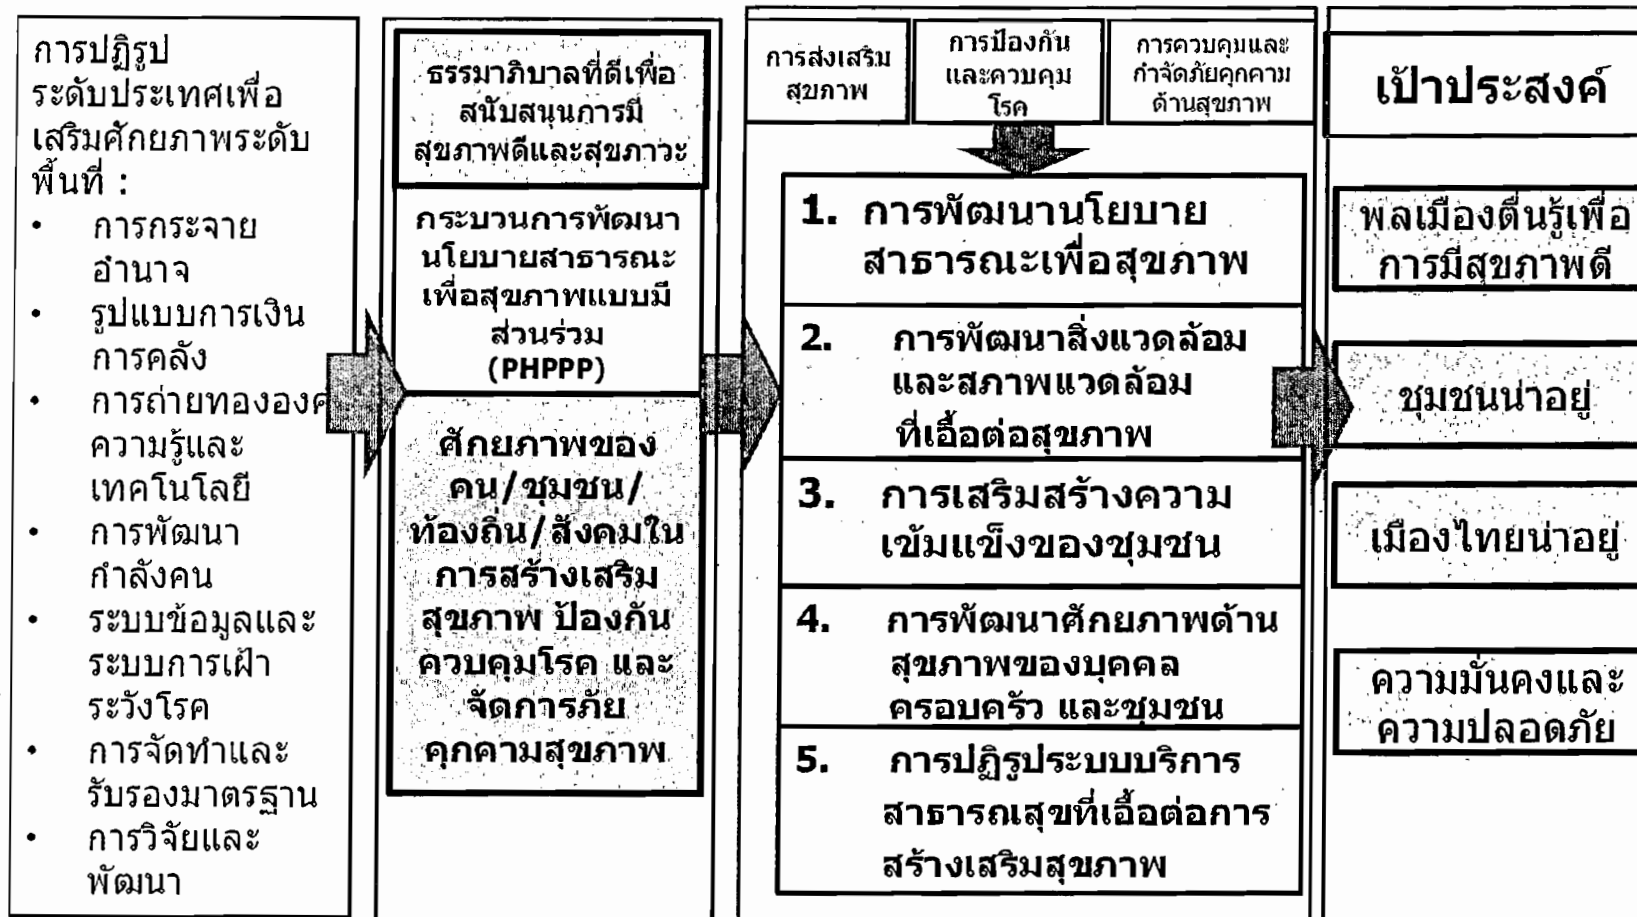 การปฏิรูป
ระดับประเทศเพื่อ
เสริมศักยภาพระดับ
พื้นที่ :
• การกระจาย
อำนาจ
• รูปแบบการเงิน
การคลัง
• การถ่ายทององค์
ความรู้และ
เทคโนโลยี
• การพัฒนา
กำลังคน
• ระบบข้อมูลและ
ระบบการเฝ้า
ระวังโรค
• การจัดทำและ
รับรองมาตรฐาน
• การวิจัยและ
พัฒนา
ธรรมาภิบาลที่ดีเพื่อ
สนับสนุนการมี
สุขภาพดีและสุขภาวะ
กระบวนการพัฒนา
นโยบายสาธารณะ
เพื่อสุขภาพแบบมี
ส่วนร่วม
(PHPPP)
ศักยภาพของ
คน/ชุมชน/
ท้องถิ่น/สังคมใน
การสร้างเสริม
สุขภาพ ป้องกัน
ควบคุมโรค และ
จัดการภัย
คุกคามสุขภาพ
การส่งเสริม
สุขภาพ
การป้องกัน
และควบคุม
โรค
การควบคุมและ
กำจัดภัยคุกคาม
ด้านสุขภาพ
1. การพัฒนานโยบาย
สาธารณะเพื่อสุขภาพ
2. การพัฒนาสิ่งแวดล้อม
และสภาพแวดล้อม
ที่เอื้อต่อสุขภาพ
3. การเสริมสร้างความ
เข้มแข็งของชุมชน
4. การพัฒนาศักยภาพด้าน
สุขภาพของบุคคล
ครอบครัว และชุมชน
5. การปฏิรูประบบบริการ
สาธารณสุขที่เอื้อต่อการ
สร้างเสริมสุขภาพ
เป้าประสงค์
พลเมืองตื่นรู้เพื่อ
การมีสุขภาพดี
ชุมชนน่าอยู่
เมืองไทยน่าอยู่
ความมั่นคงและ
ความปลอดภัย